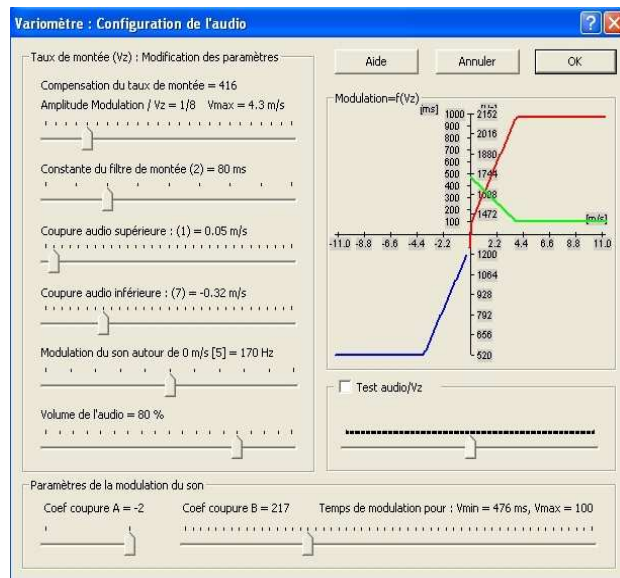 Variomètre : Configuration de l'audio
Taux de montée (Vz) : Modification des paramètres
Compensation du taux de montée = 416
Amplitude Modulation / Vz = 1/8 Vmax = 4.3 m/s
Constante du filtre de montée (2) = 80 ms
Coupure audio supérieure : (1) = 0.05 m/s
Coupure audio inférieure : (7) = -0.32 m/s
Modulation du son autour de 0 m/s [5] = 170 Hz
Volume de l'audio = 80 %
Aide
Annuler
OK
Modulation=f(Vz)
[ms]
1000 2152
900
800 2016
700
600 1880
500 1744
400
300 1608
200
100 1472
[m/s]
-11.0 -8.8 -6.6 -4.4 -2.2 2.2 4.4 6.6 8.8 11.0
1200
1064
928
792
656
520
Test audio/Vz
Paramètres de la modulation du son
Coef coupure A = -2
Coef coupure B = 217
Temps de modulation pour : Vmin = 476 ms, Vmax = 100